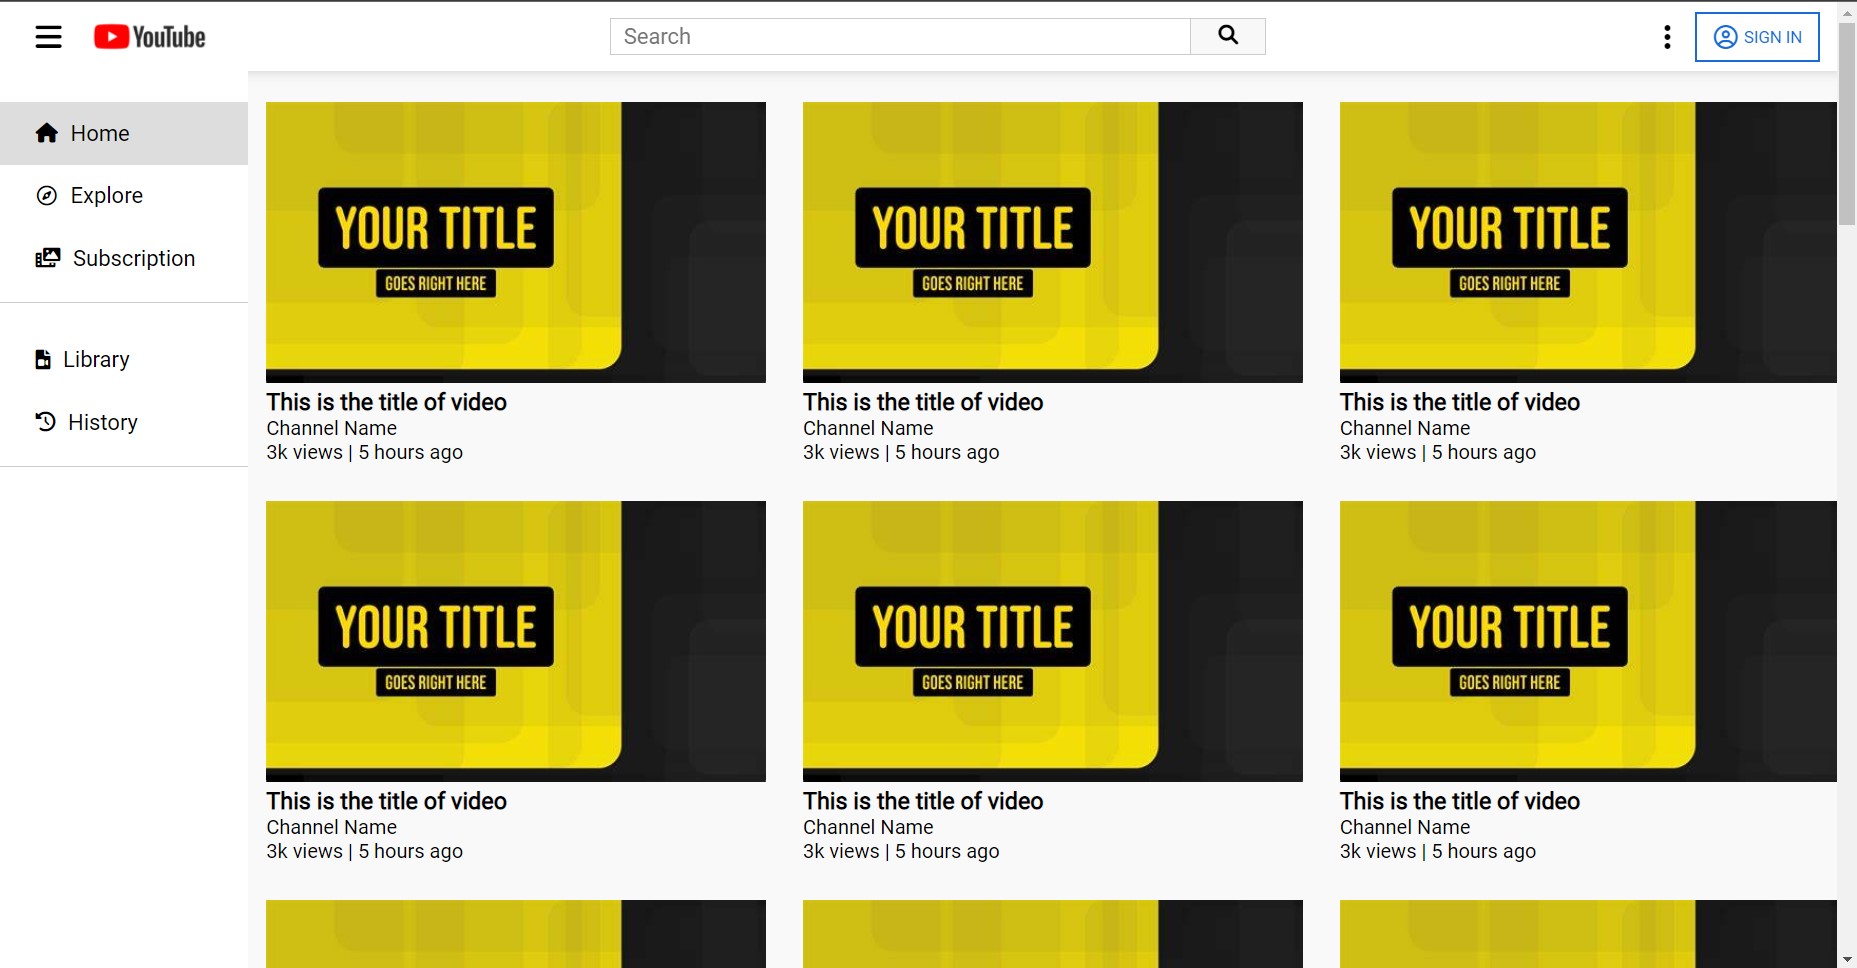 YouTube
Search
SIGN IN
Home
Explore
Subscription
Library
History
YOUR TITLE
GOES RIGHT HERE
This is the title of video
Channel Name
3k views | 5 hours ago
YOUR TITLE
GOES RIGHT HERE
This is the title of video
Channel Name
3k views | 5 hours ago
YOUR TITLE
GOES RIGHT HERE
This is the title of video
Channel Name
3k views | 5 hours ago
YOUR TITLE
GOES RIGHT HERE
This is the title of video
Channel Name
3k views | 5 hours ago
YOUR TITLE
GOES RIGHT HERE
This is the title of video
Channel Name
3k views | 5 hours ago
YOUR TITLE
GOES RIGHT HERE
This is the title of video
Channel Name
3k views | 5 hours ago